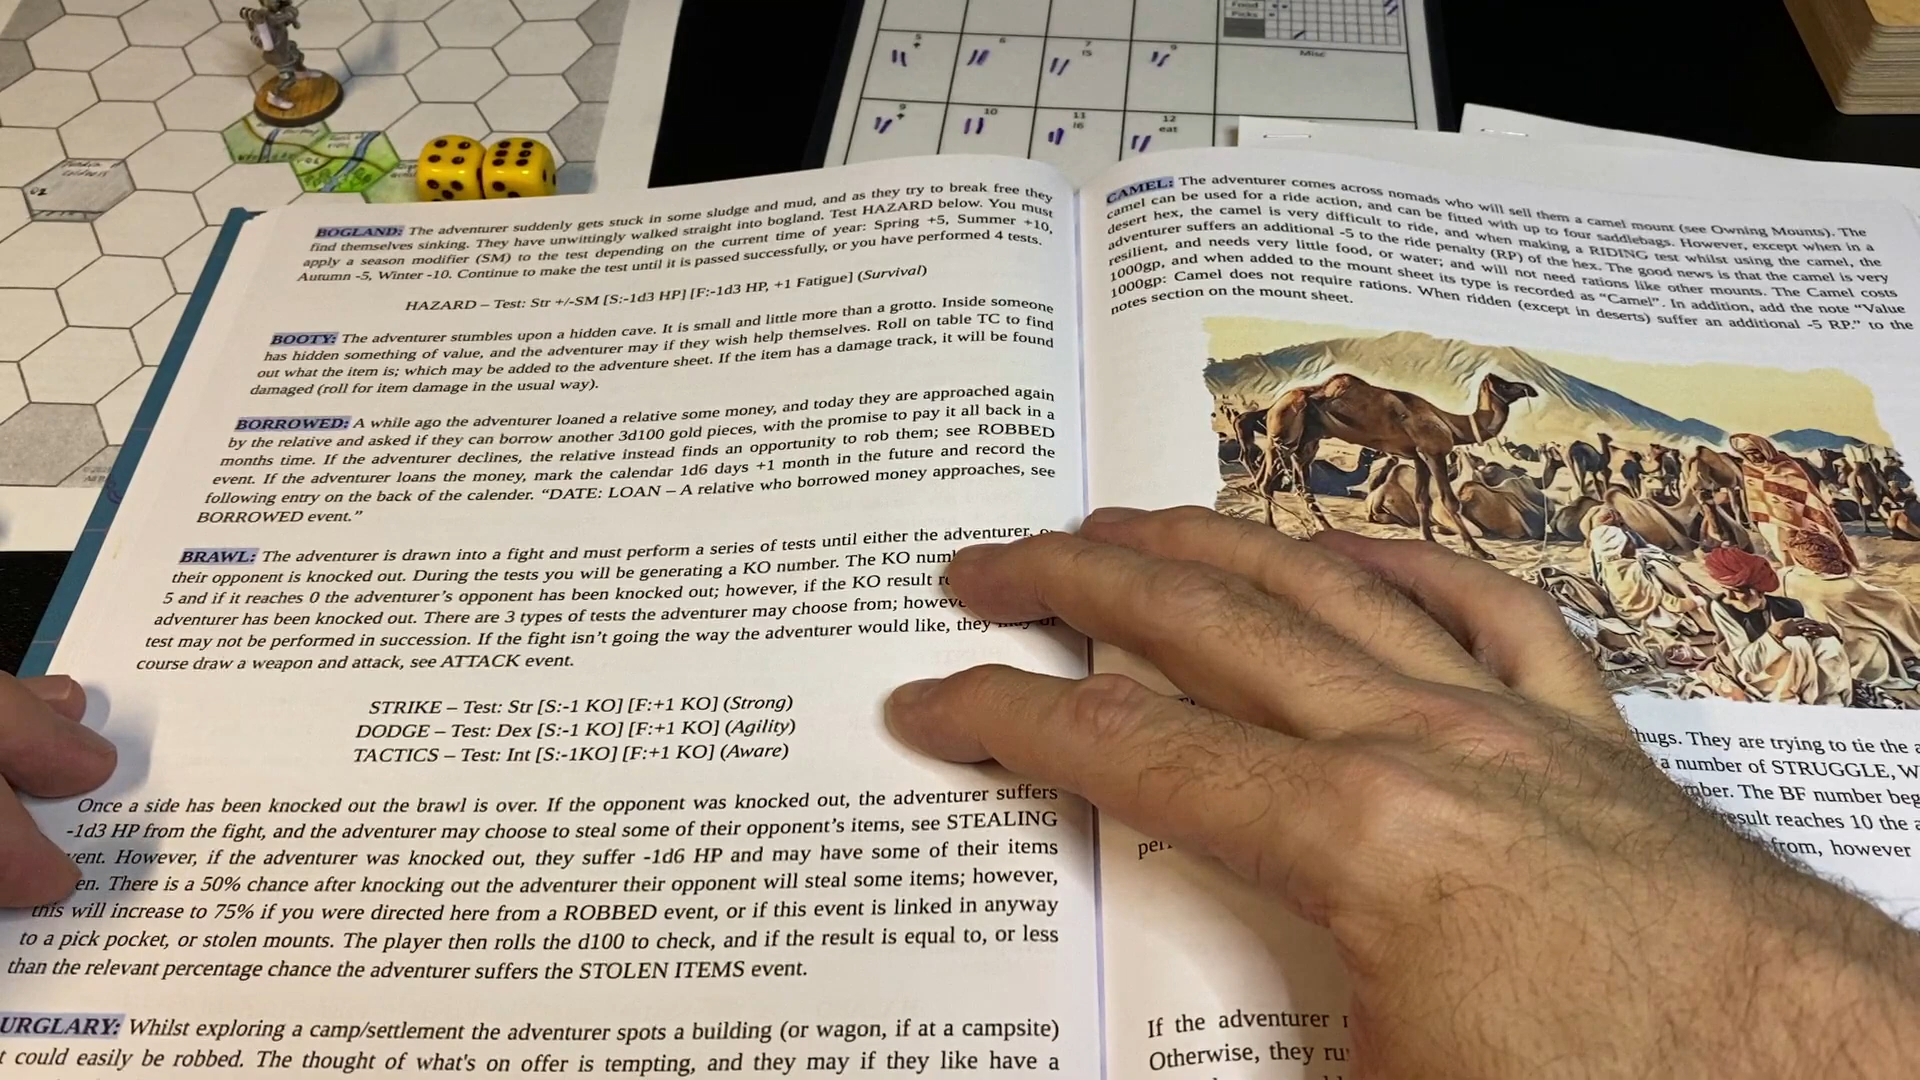 Food
Picks
Misc
5
6
7
15
9
9
10
11
16
12
eat
BOGLAND: The adventurer suddenly gets stuck in some sludge and mud, and as they try to break free they
find themselves sinking. They have unwittingly walked straight into bogland. Test HAZARD below. You must
apply a season modifier (SM) to the test depending on the current time of year: Spring +5, Summer +10,
Autumn -5, Winter -10. Continue to make the test until it is passed successfully, or you have performed 4 tests.
HAZARD – Test: Str +/-SM [S:-1d3 HP] [F:-1d3 HP, +1 Fatigue] (Survival)
BOOTY: The adventurer stumbles upon a hidden cave. It is small and little more than a grotto. Inside someone
has hidden something of value, and the adventurer may if they wish help themselves. Roll on table TC to find
out what the item is; which may be added to the adventure sheet. If the item has a damage track, it will be found
damaged (roll for item damage in the usual way).
BORROWED: A while ago the adventurer loaned a relative some money, and today they are approached again
by the relative and asked if they can borrow another 3d100 gold pieces, with the promise to pay it all back in a
months time. If the adventurer declines, the relative instead finds an opportunity to rob them; see ROBBED
event. If the adventurer loans the money, mark the calendar 1d6 days +1 month in the future and record the
following entry on the back of the calender. “DATE: LOAN – A relative who borrowed money approaches, see
BORROWED event.”
BRAWL: The adventurer is drawn into a fight and must perform a series of tests until either the adventurer, or
their opponent is knocked out. During the tests you will be generating a KO number. The KO num
5 and if it reaches 0 the adventurer’s opponent has been knocked out; however, if the KO result re
adventurer has been knocked out. There are 3 types of tests the adventurer may choose from; howeve
test may not be performed in succession. If the fight isn’t going the way the adventurer would like, they may of
course draw a weapon and attack, see ATTACK event.
STRIKE – Test: Str [S:-1 KO] [F:+1 KO] (Strong)
DODGE – Test: Dex [S:-1 KO] [F:+1 KO] (Agility)
TACTICS – Test: Int [S:-1KO] [F:+1 KO] (Aware)
Once a side has been knocked out the brawl is over. If the opponent was knocked out, the adventurer suffers
-1d3 HP from the fight, and the adventurer may choose to steal some of their opponent’s items, see STEALING
vent. However, if the adventurer was knocked out, they suffer -1d6 HP and may have some of their items
en. There is a 50% chance after knocking out the adventurer their opponent will steal some items; however,
this will increase to 75% if you were directed here from a ROBBED event, or if this event is linked in anyway
to a pick pocket, or stolen mounts. The player then rolls the d100 to check, and if the result is equal to, or less
than the relevant percentage chance the adventurer suffers the STOLEN ITEMS event.
URGLARY: Whilst exploring a camp/settlement the adventurer spots a building (or wagon, if at a campsite)
t could easily be robbed. The thought of what's on offer is tempting, and they may if they like have a
CAMEL: The adventurer comes across nomads who will sell them a camel mount (see Owning Mounts). The
camel can be used for a ride action, and can be fitted with up to four saddlebags. However, except when in a
desert hex, the camel is very difficult to ride, and when making a RIDING test whilst using the camel, the
adventurer suffers an additional -5 to the ride penalty (RP) of the hex. The good news is that the camel is very
resilient, and needs very little food, or water; and will not need rations like other mounts. The Camel costs
1000gp, and when added to the mount sheet its type is recorded as “Camel”. In addition, add the note “Value
1000gp: Camel does not require rations. When ridden (except in deserts) suffer an additional -5 RP.” to the
notes section on the mount sheet.
hugs. They are trying to tie the a
a number of STRUGGLE, W
mber. The BF number beg
result reaches 10 the a
from, however
per
If the adventurer
Otherwise, they ru